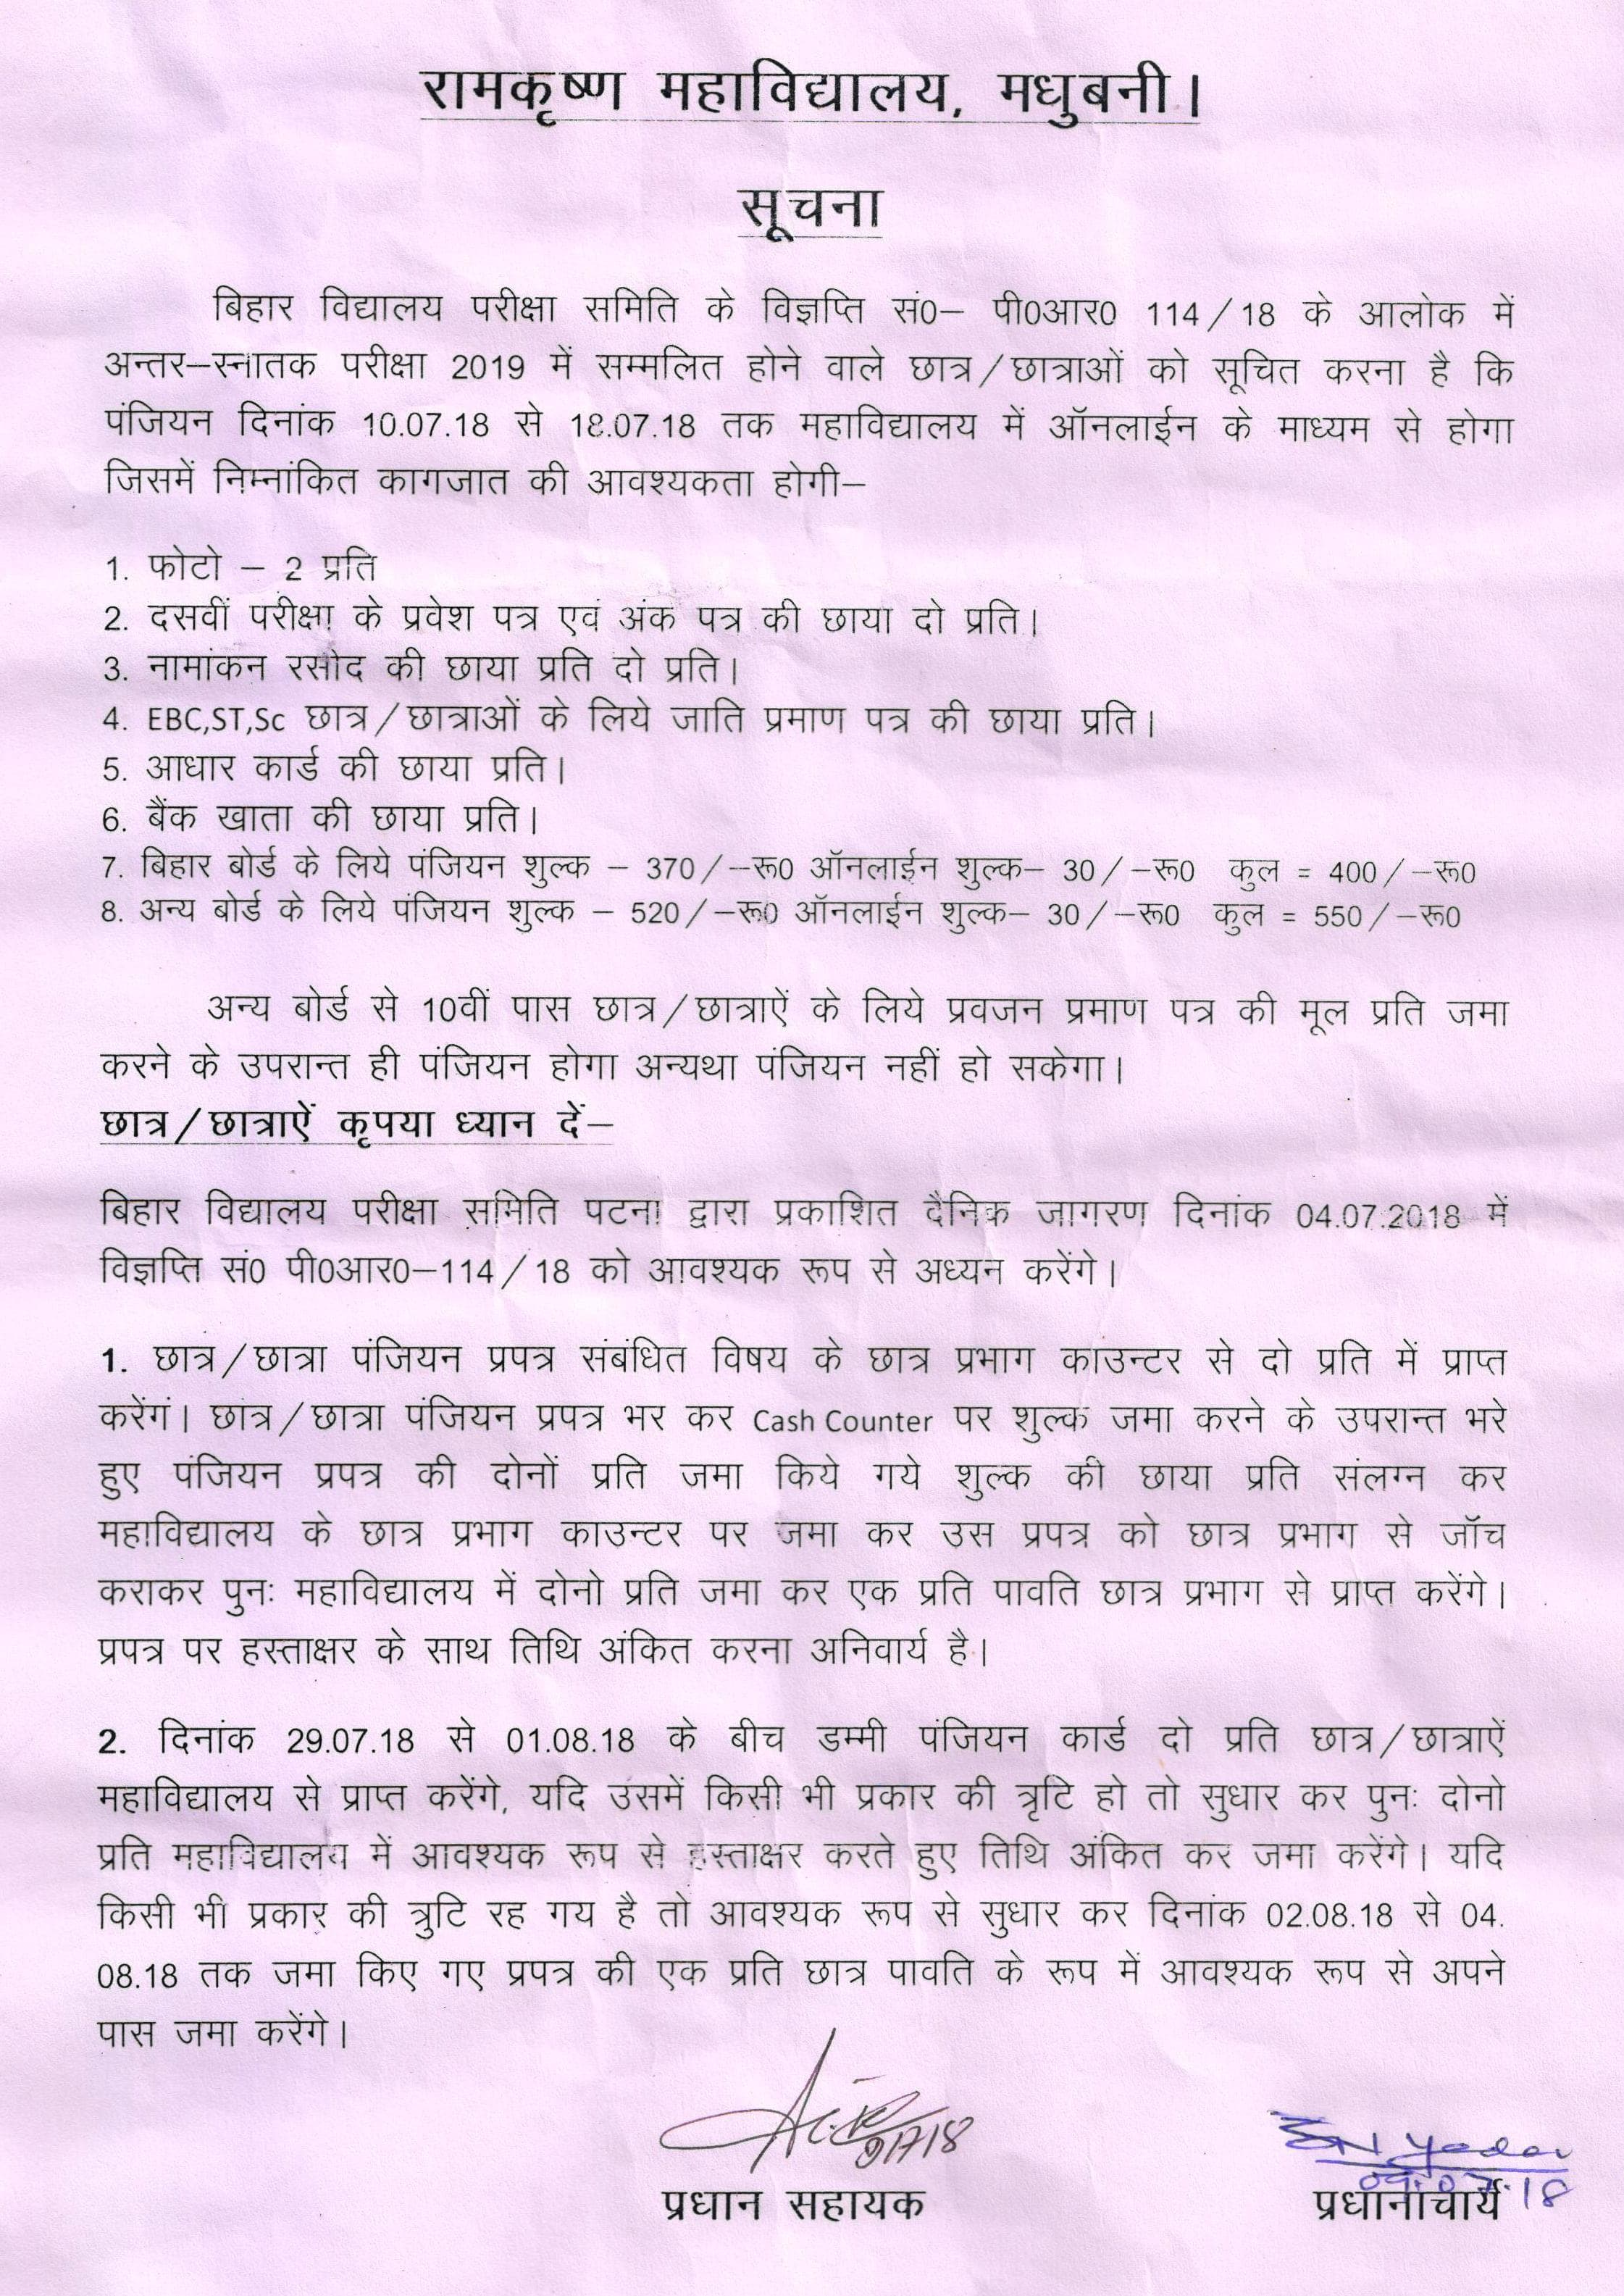 रामकृष्ण महाविद्यालय, मधुबनी।
सूचना
बिहार विद्यालय परीक्षा समिति के विज्ञप्ति सं0– पी0आर0 114/18 के आलोक में
अन्तर–स्नातक परीक्षा 2019 में सम्मलित होने वाले छात्र/छात्राओं को सूचित करना है कि
पंजियन दिनांक 10.07.18 से 18.07.18 तक महाविद्यालय में ऑनलाईन के माध्यम से होगा
जिसमें निम्नांकित कागजात की आवश्यकता होगी–
1. फोटो – 2 प्रति
2. दसवीं परीक्षा के प्रवेश पत्र एवं अंक पत्र की छाया दो प्रति।
3. नामांकन रसीद की छाया प्रति दो प्रति।
4. EBC,ST,Sc छात्र/छात्राओं के लिये जाति प्रमाण पत्र की छाया प्रति।
5. आधार कार्ड की छाया प्रति।
6. बैंक खाता की छाया प्रति।
7. बिहार बोर्ड के लिये पंजियन शुल्क – 370/–रू0 ऑनलाईन शुल्क– 30/–रू0 कुल = 400/–रू0
8. अन्य बोर्ड के लिये पंजियन शुल्क – 520/–रू0 ऑनलाईन शुल्क– 30/–रू0 कुल = 550/–रू0
अन्य बोर्ड से 10वीं पास छात्र/छात्राऐं के लिये प्रवजन प्रमाण पत्र की मूल प्रति जमा
करने के उपरान्त ही पंजियन होगा अन्यथा पंजियन नहीं हो सकेगा।
छात्र/छात्राऐं कृपया ध्यान दें–
बिहार विद्यालय परीक्षा समिति पटना द्वारा प्रकाशित दैनिक जागरण दिनांक 04.07.2018 में
विज्ञप्ति सं0 पी0आर0–114/18 को आवश्यक रूप से अध्यन करेंगे।
1. छात्र/छात्रा पंजियन प्रपत्र संबंधित विषय के छात्र प्रभाग काउन्टर से दो प्रति में प्राप्त
करेंगं। छात्र/छात्रा पंजियन प्रपत्र भर कर Cash Counter पर शुल्क जमा करने के उपरान्त भरे
हुए पंजियन प्रपत्र की दोनों प्रति जमा किये गये शुल्क की छाया प्रति संलग्न कर
महाविद्यालय के छात्र प्रभाग काउन्टर पर जमा कर उस प्रपत्र को छात्र प्रभाग से जॉच
कराकर पुनः महाविद्यालय में दोनो प्रति जमा कर एक प्रति पावति छात्र प्रभाग से प्राप्त करेंगे।
प्रपत्र पर हस्ताक्षर के साथ तिथि अंकित करना अनिवार्य है।
2. दिनांक 29.07.18 से 01.08.18 के बीच डम्मी पंजियन कार्ड दो प्रति छात्र/छात्राऐं
महाविद्यालय से प्राप्त करेंगे, यदि उसमें किसी भी प्रकार की त्रृटि हो तो सुधार कर पुनः दोनो
प्रति महाविद्यालय में आवश्यक रूप से हस्ताक्षर करते हुए तिथि अंकित कर जमा करेंगे। यदि
किसी भी प्रकार की त्रुटि रह गय है तो आवश्यक रूप से सुधार कर दिनांक 02.08.18 से 04.
08.18 तक जमा किए गए प्रपत्र की एक प्रति छात्र पावति के रूप में आवश्यक रूप से अपने
पास जमा करेंगे।
Yadav
09.07.18
प्रधान सहायक प्रधानाचार्य